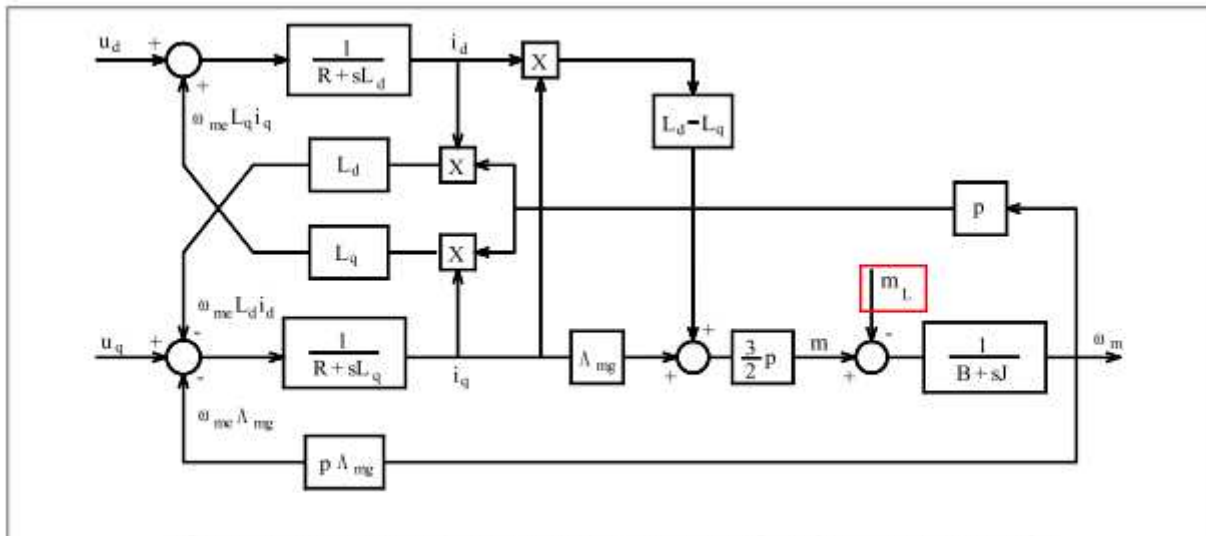 u_d + 1 / (R + sL_d) i_d X
+
ω_me L_q i_q
L_d − L_q
L_d X
p
L_q X
m_L
ω_me L_d i_d
-
u_q + 1 / (R + sL_q) i_q Λ_mg + + 3/2 p m + - 1 / (B + sJ) ω_m
-
ω_me Λ_mg
p Λ_mg